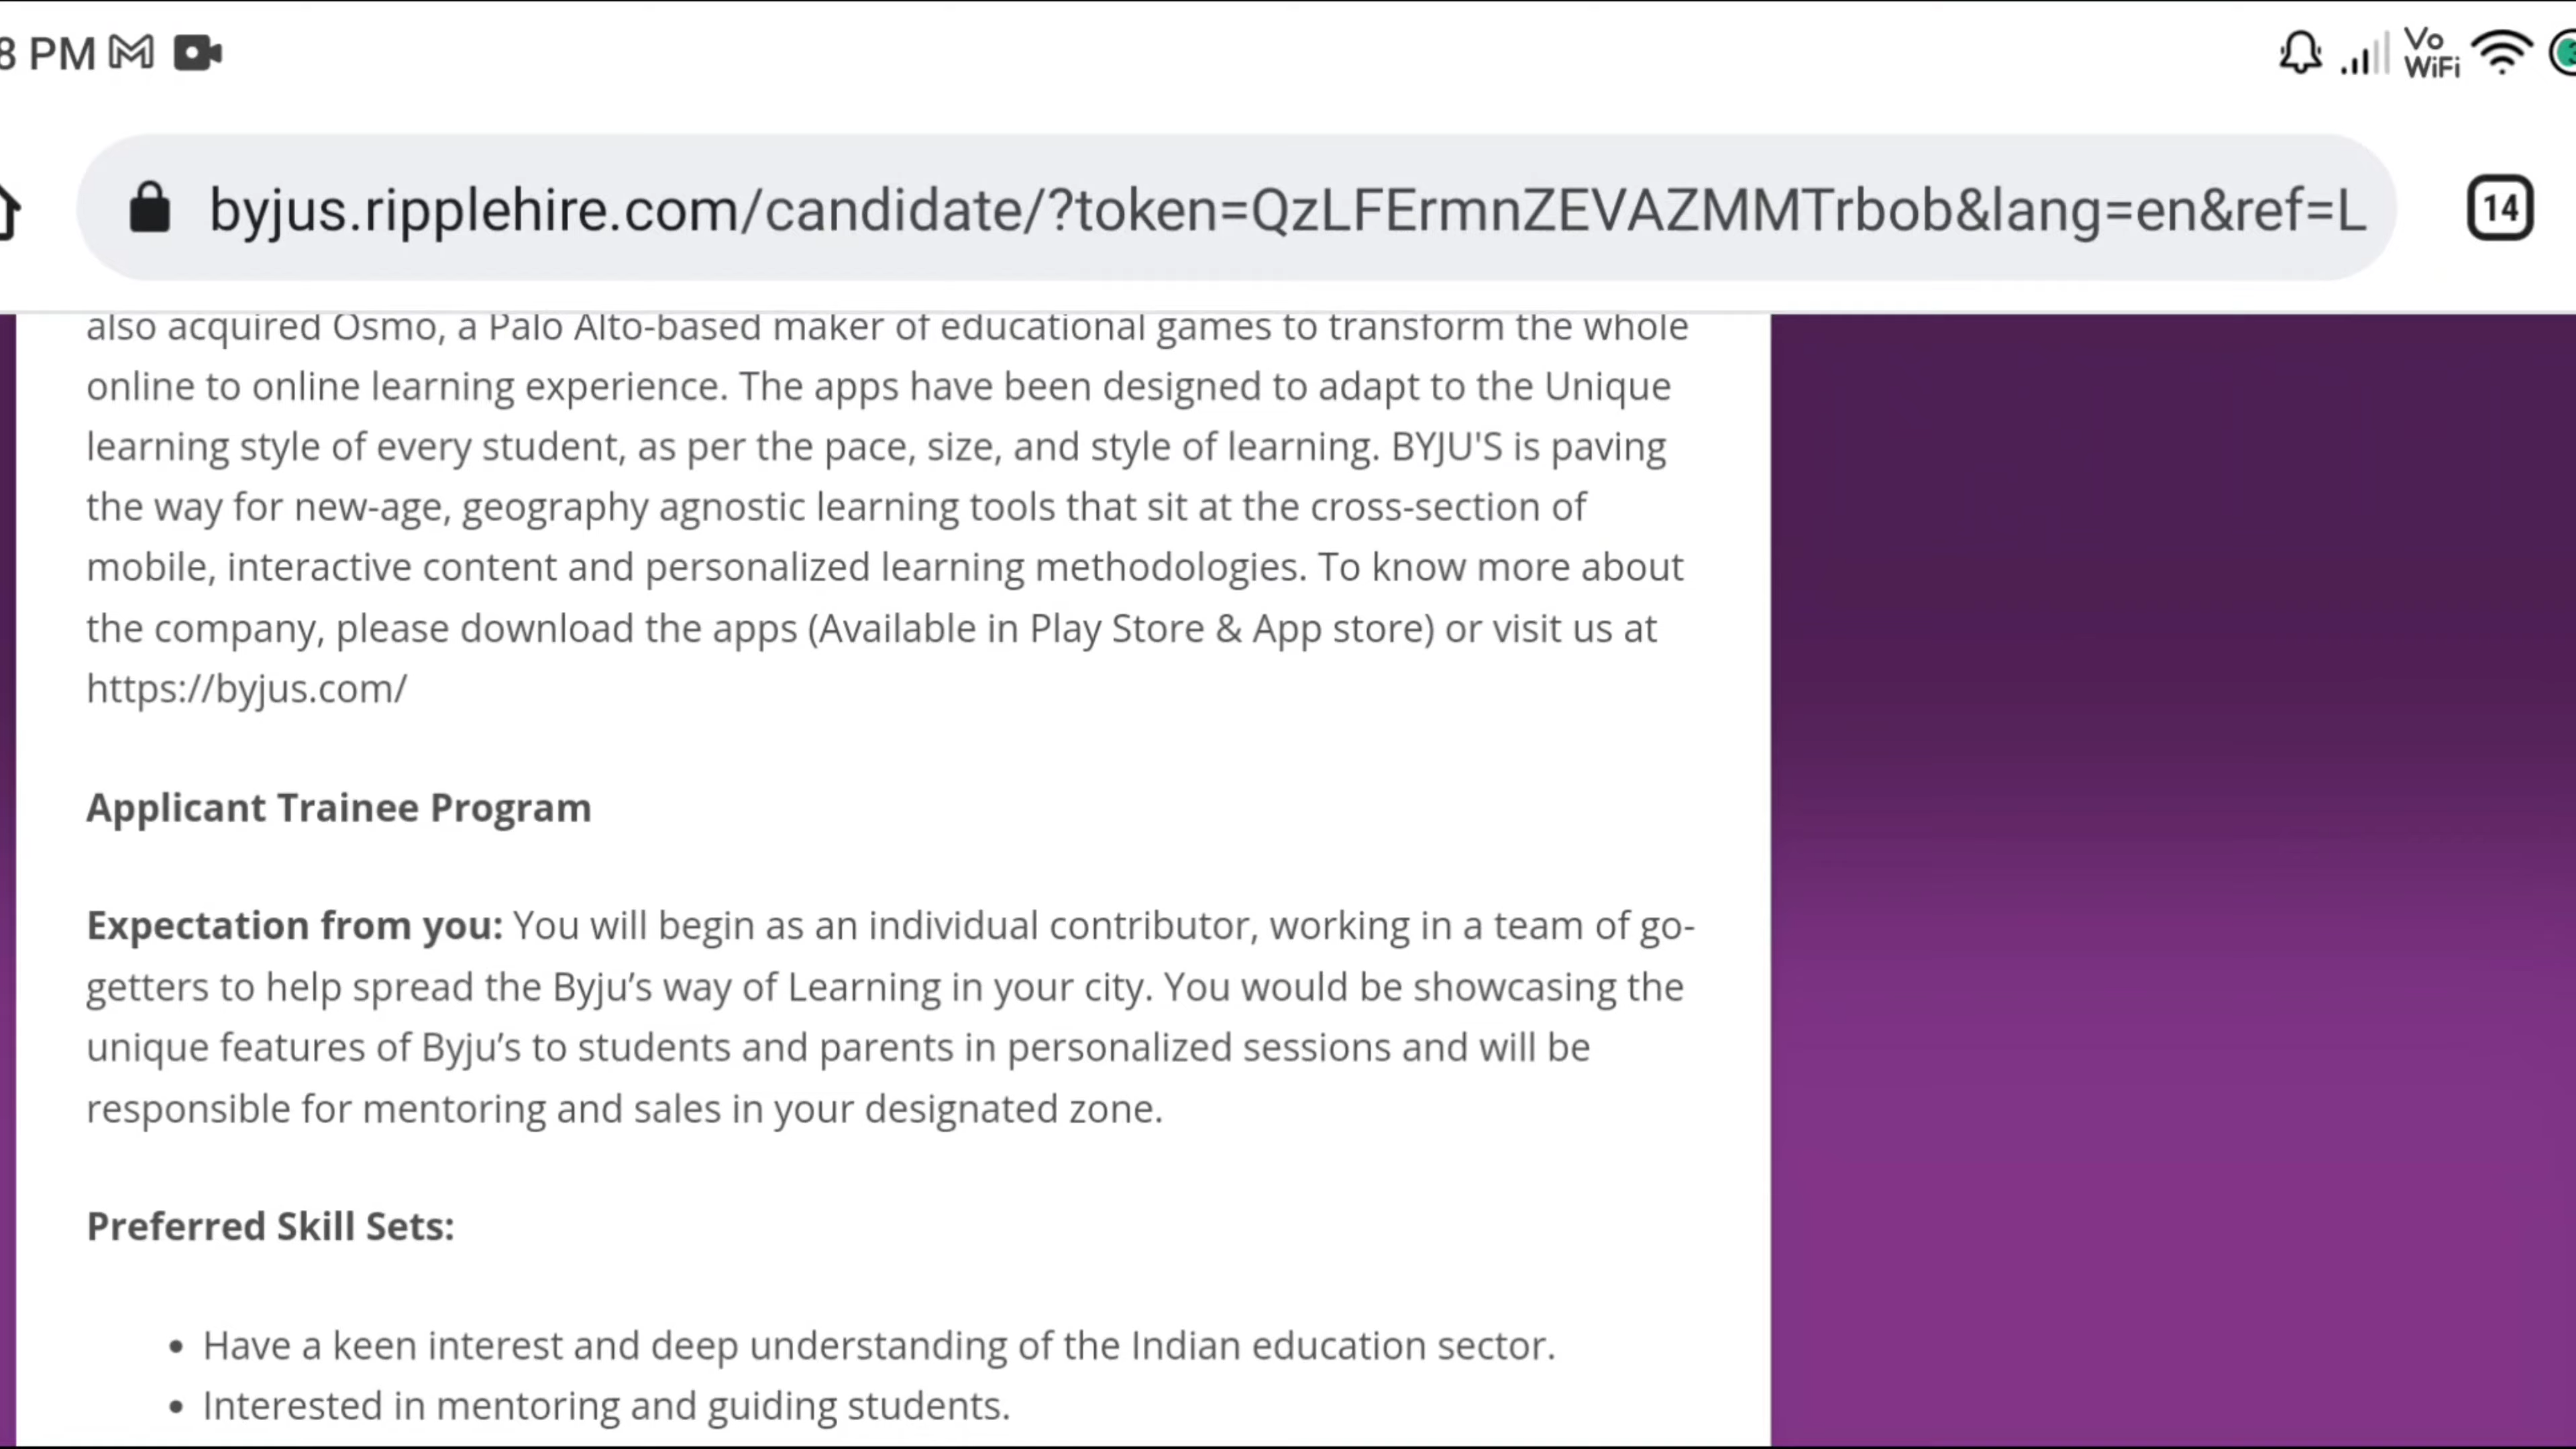 8 PM
Vo
WiFi
byjus.ripplehire.com/candidate/?token=QzLFErmnZEVAZMMTrbob&lang=en&ref=L
14
also acquired Osmo, a Palo Alto-based maker of educational games to transform the whole
online to online learning experience. The apps have been designed to adapt to the Unique
learning style of every student, as per the pace, size, and style of learning. BYJU'S is paving
the way for new-age, geography agnostic learning tools that sit at the cross-section of
mobile, interactive content and personalized learning methodologies. To know more about
the company, please download the apps (Available in Play Store & App store) or visit us at
https://byjus.com/
Applicant Trainee Program
Expectation from you: You will begin as an individual contributor, working in a team of go-
getters to help spread the Byju’s way of Learning in your city. You would be showcasing the
unique features of Byju’s to students and parents in personalized sessions and will be
responsible for mentoring and sales in your designated zone.
Preferred Skill Sets:
• Have a keen interest and deep understanding of the Indian education sector.
• Interested in mentoring and guiding students.